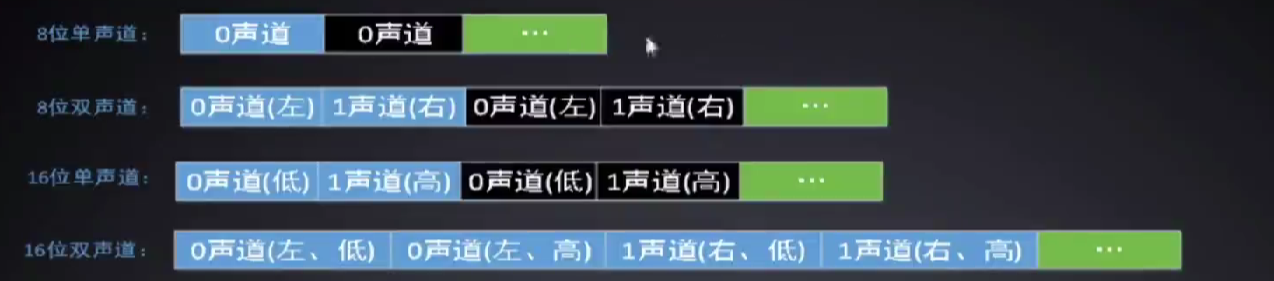 8位单声道: 0声道 0声道 ...
8位双声道: 0声道(左) 1声道(右) 0声道(左) 1声道(右) ...
16位单声道: 0声道(低) 1声道(高) 0声道(低) 1声道(高) ...
16位双声道: 0声道(左、低) 0声道(左、高) 1声道(右、低) 1声道(右、高) ...